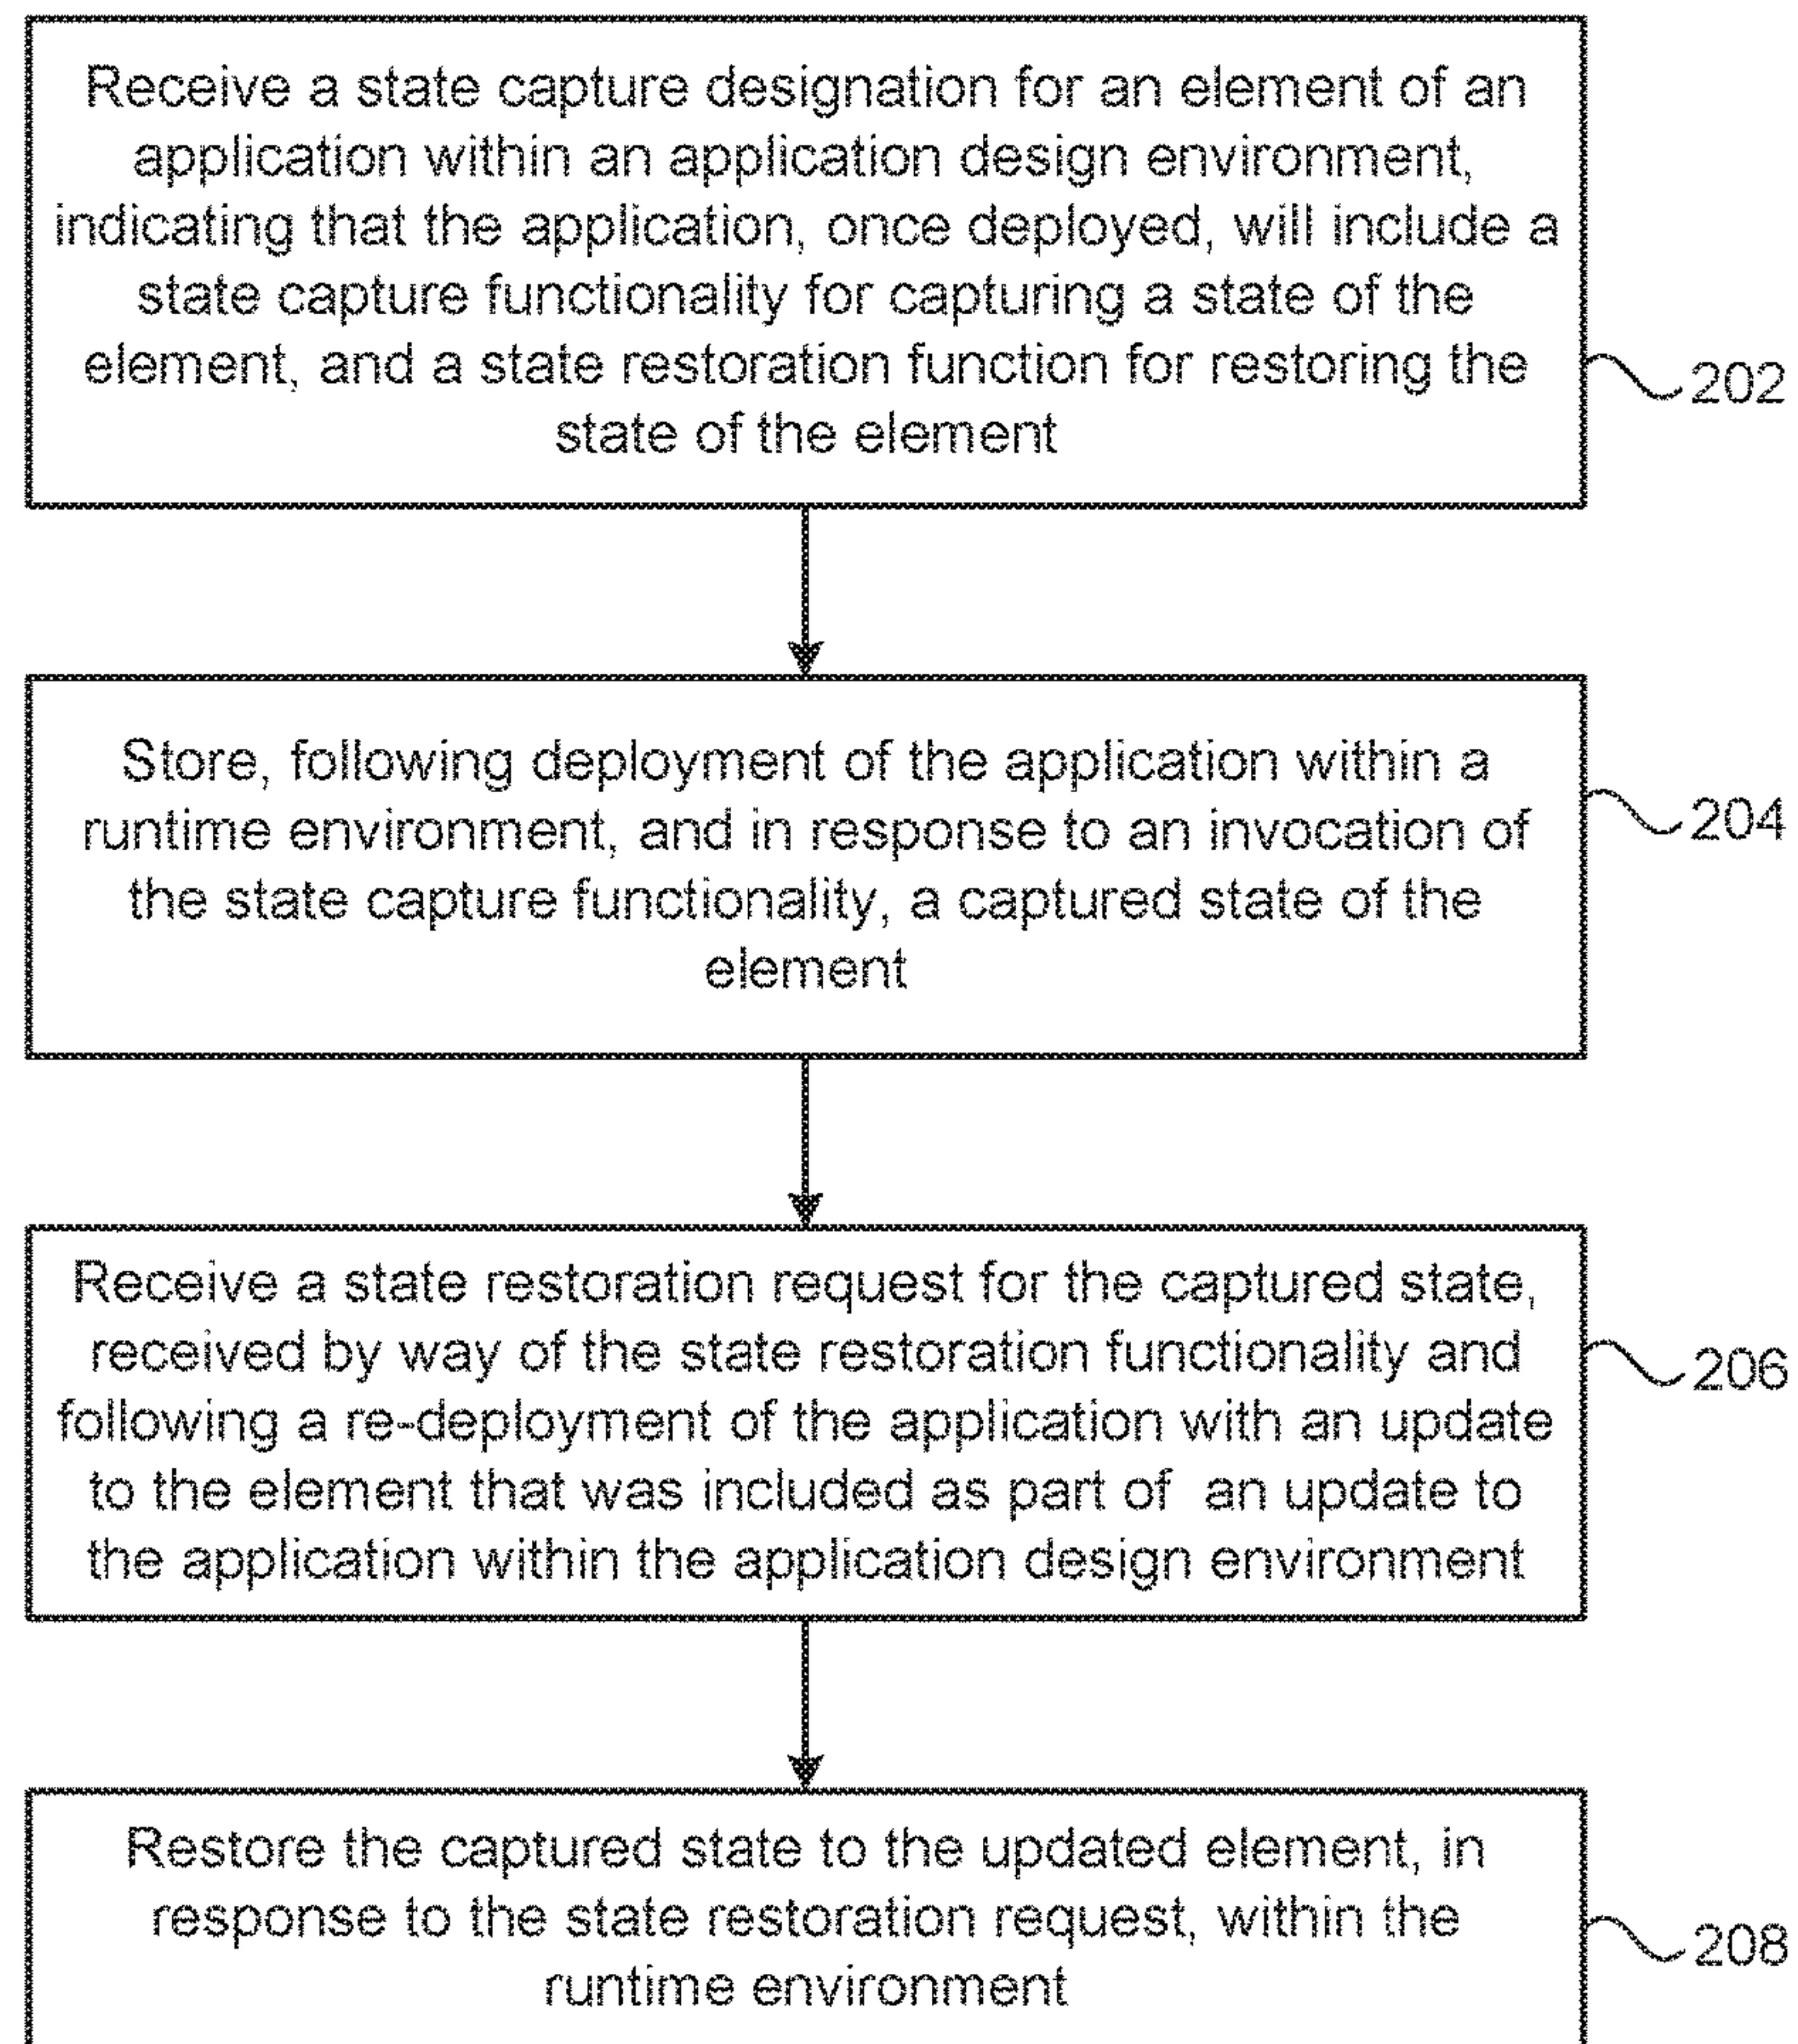 Receive a state capture designation for an element of an
application within an application design environment,
indicating that the application, once deployed, will include a
state capture functionality for capturing a state of the
element, and a state restoration function for restoring the
state of the element
202
Store, following deployment of the application within a
runtime environment, and in response to an invocation of
the state capture functionality, a captured state of the
element
204
Receive a state restoration request for the captured state,
received by way of the state restoration functionality and
following a re-deployment of the application with an update
to the element that was included as part of an update to
the application within the application design environment
206
Restore the captured state to the updated element, in
response to the state restoration request, within the
runtime environment
208